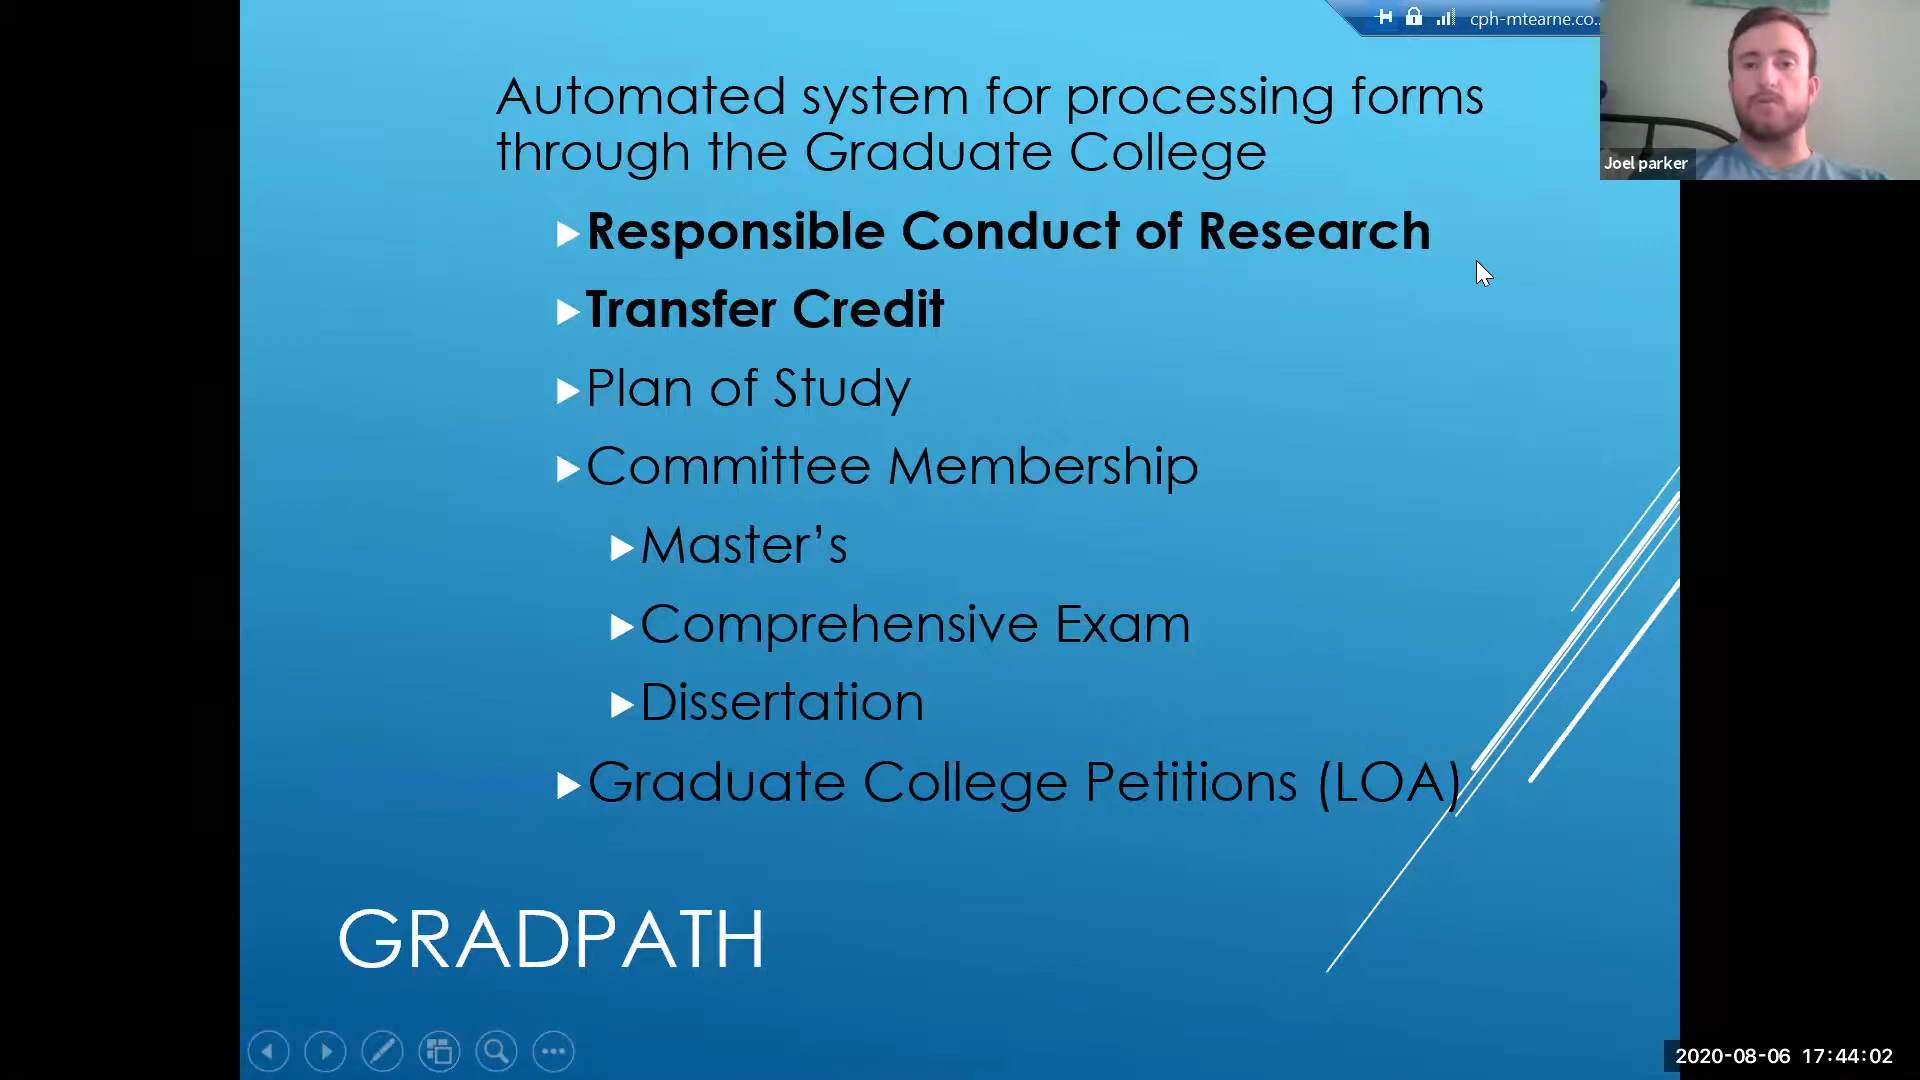 cph-mtearne.co...
Automated system for processing forms
through the Graduate College
Responsible Conduct of Research
Transfer Credit
Plan of Study
Committee Membership
Master’s
Comprehensive Exam
Dissertation
Graduate College Petitions (LOA)
GRADPATH
Joel parker
2020-08-06 17:44:02